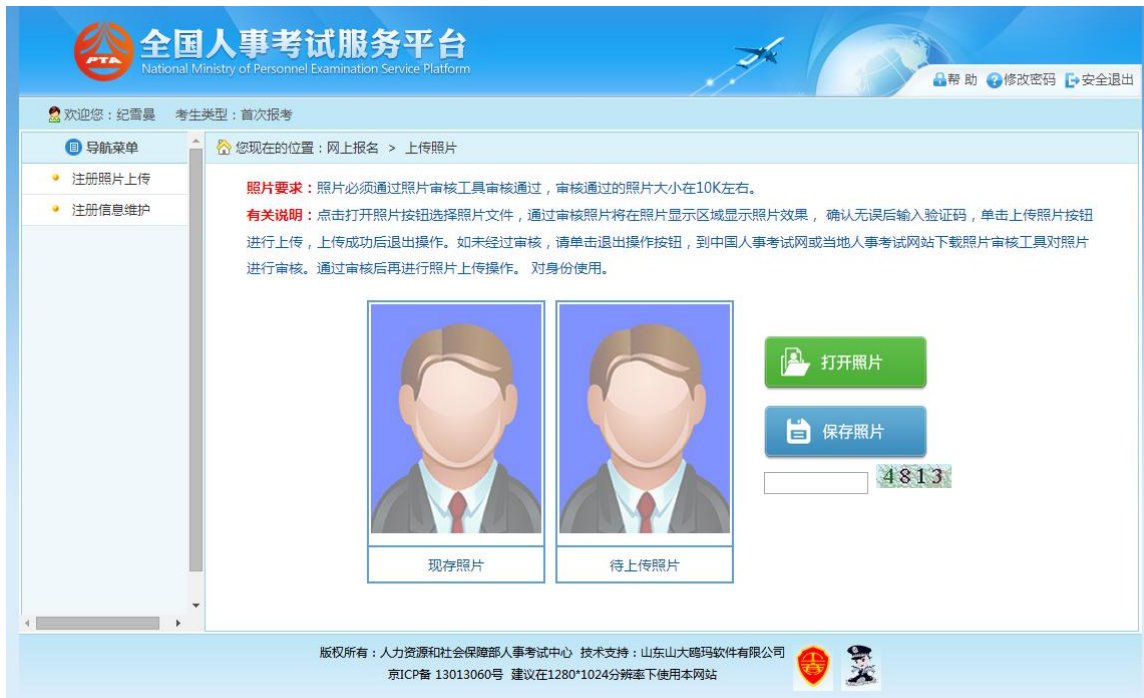 全国人事考试服务平台
PTA
National Ministry of Personnel Examination Service Platform
帮 助 修改密码 安全退出
欢迎您:纪雪曼 考生类型:首次报考
导航菜单
您现在的位置:网上报名 > 上传照片
注册照片上传
注册信息维护
照片要求:照片必须通过照片审核工具审核通过,审核通过的照片大小在10K左右。
有关说明:点击打开照片按钮选择照片文件,通过审核照片将在照片显示区域显示照片效果, 确认无误后输入验证码,单击上传照片按钮
进行上传,上传成功后退出操作。如未经过审核,请单击退出操作按钮,到中国人事考试网或当地人事考试网站下载照片审核工具对照片
进行审核。通过审核后再进行照片上传操作。 对身份使用。
打开照片
保存照片
4813
现存照片
待上传照片
版权所有:人力资源和社会保障部人事考试中心 技术支持:山东山大鸥玛软件有限公司
京ICP备 13013060号 建议在1280*1024分辨率下使用本网站